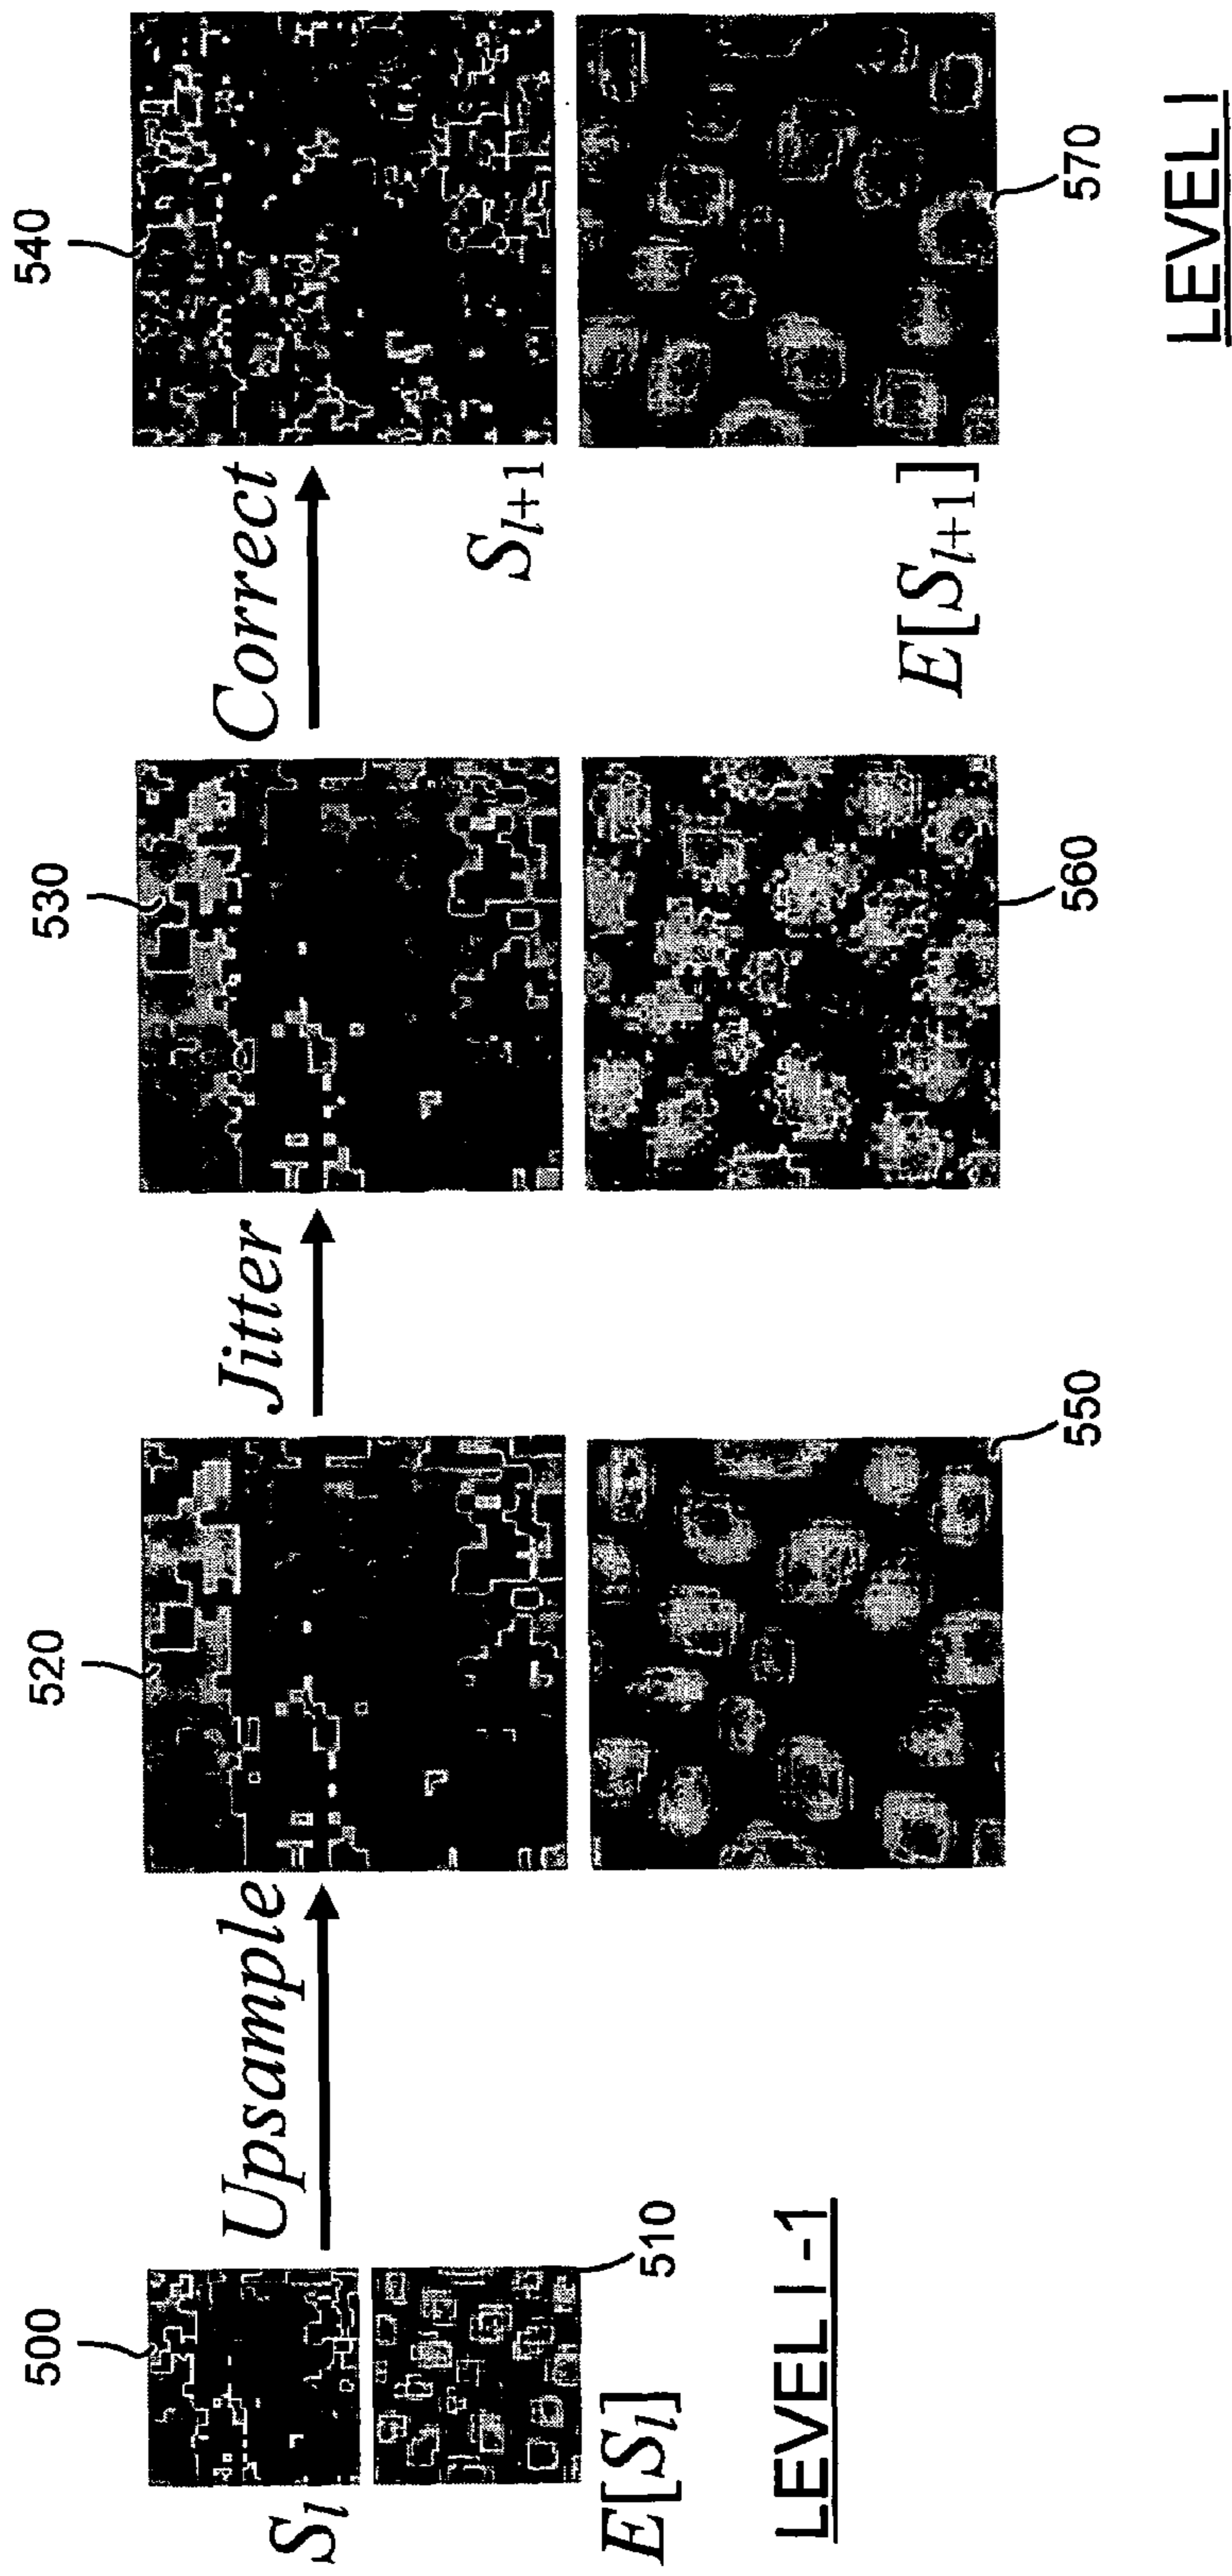 500
520
530
540
Upsample
Jitter
Correct
S_l
S_{l+1}
E[S_l]
510
550
560
570
E[S_{l+1}]
LEVEL l -1
LEVEL l